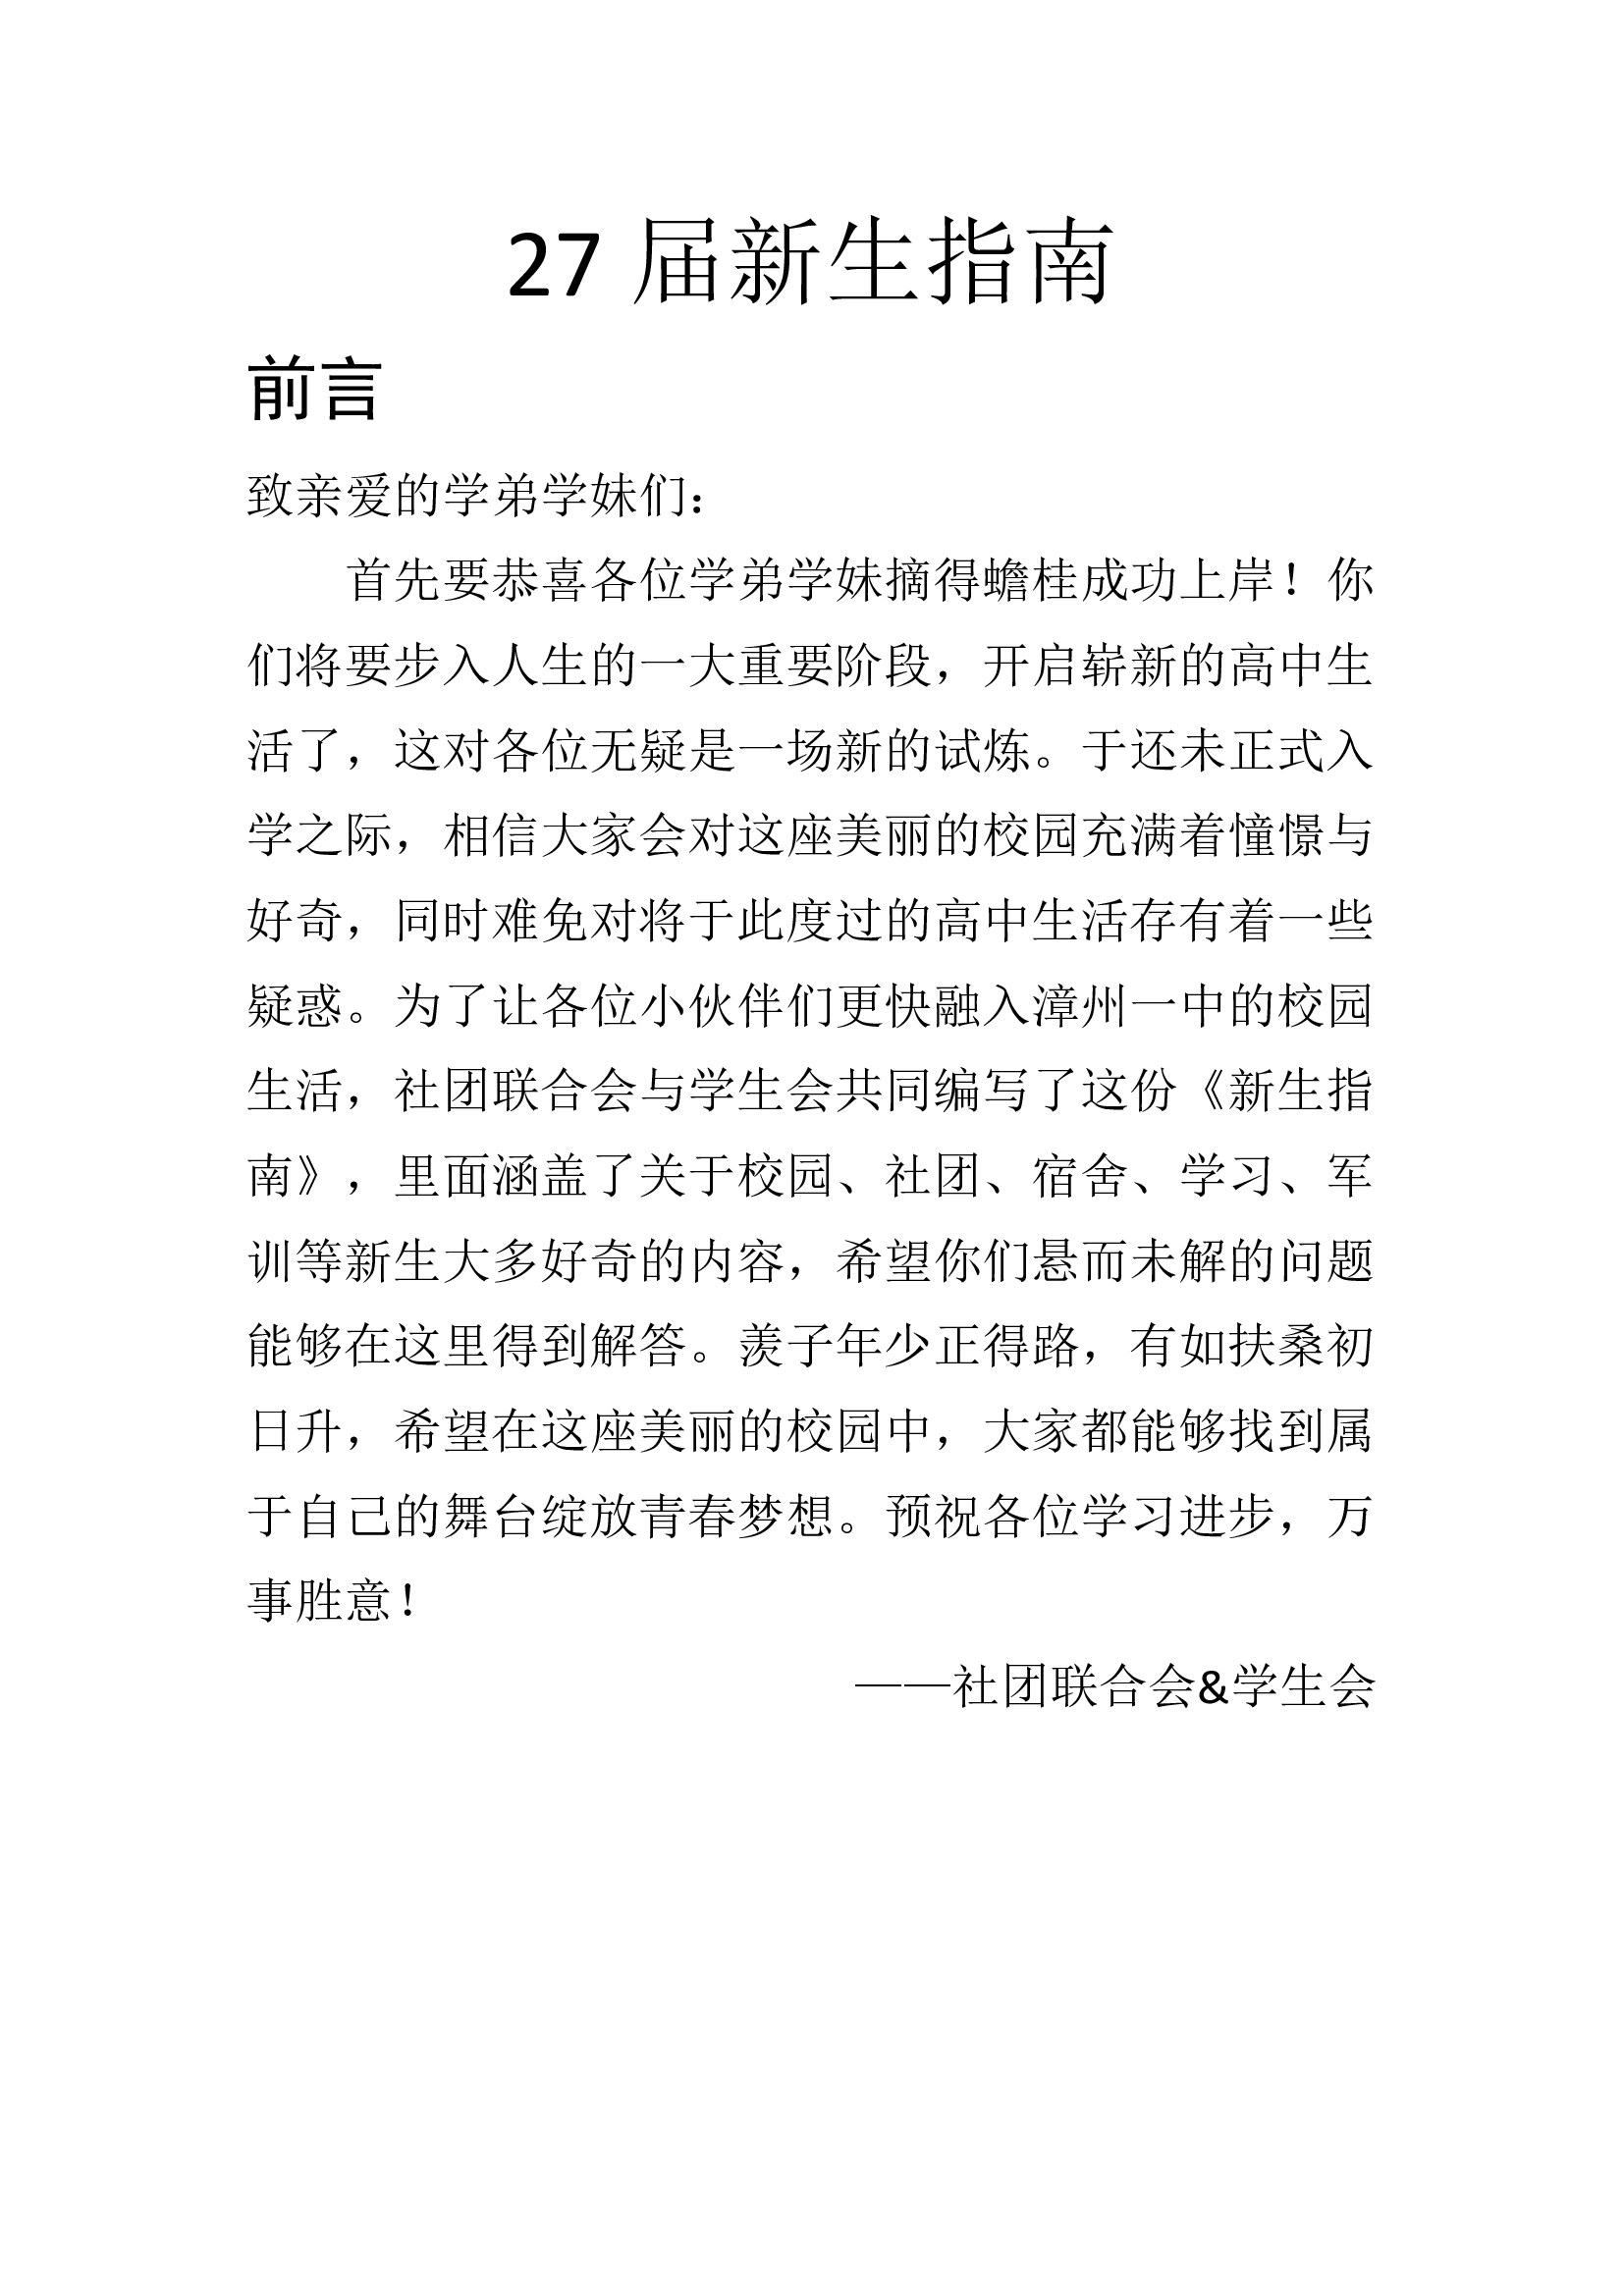 27 届新生指南
前言
致亲爱的学弟学妹们：
首先要恭喜各位学弟学妹摘得蟾桂成功上岸！你
们将要步入人生的一大重要阶段，开启崭新的高中生
活了，这对各位无疑是一场新的试炼。于还未正式入
学之际，相信大家会对这座美丽的校园充满着憧憬与
好奇，同时难免对将于此度过的高中生活存有着一些
疑惑。为了让各位小伙伴们更快融入漳州一中的校园
生活，社团联合会与学生会共同编写了这份《新生指
南》，里面涵盖了关于校园、社团、宿舍、学习、军
训等新生大多好奇的内容，希望你们悬而未解的问题
能够在这里得到解答。羡子年少正得路，有如扶桑初
日升，希望在这座美丽的校园中，大家都能够找到属
于自己的舞台绽放青春梦想。预祝各位学习进步，万
事胜意！
——社团联合会&学生会